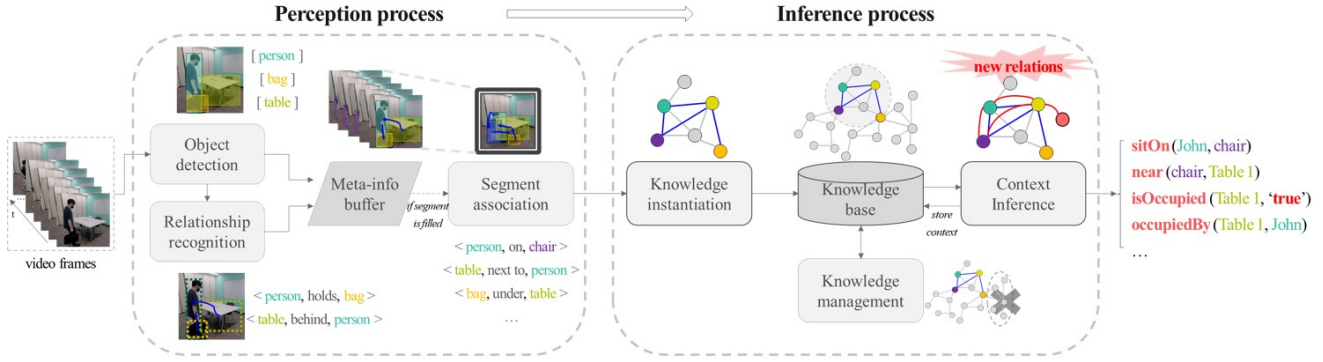 Perception process
Inference process
[ person ]
[ bag ]
[ table ]
new relations
Object
detection
Relationship
recognition
Meta-info
buffer
if segment
is filled
Segment
association
Knowledge
instantiation
Knowledge
base
store
context
Context
Inference
Knowledge
management
t
video frames
< person, holds, bag >
< table, behind, person >
< person, on, chair >
< table, next to, person >
< bag, under, table >
…
sitOn (John, chair)
near (chair, Table 1)
isOccupied (Table 1, ‘true’)
occupiedBy (Table 1, John)
…